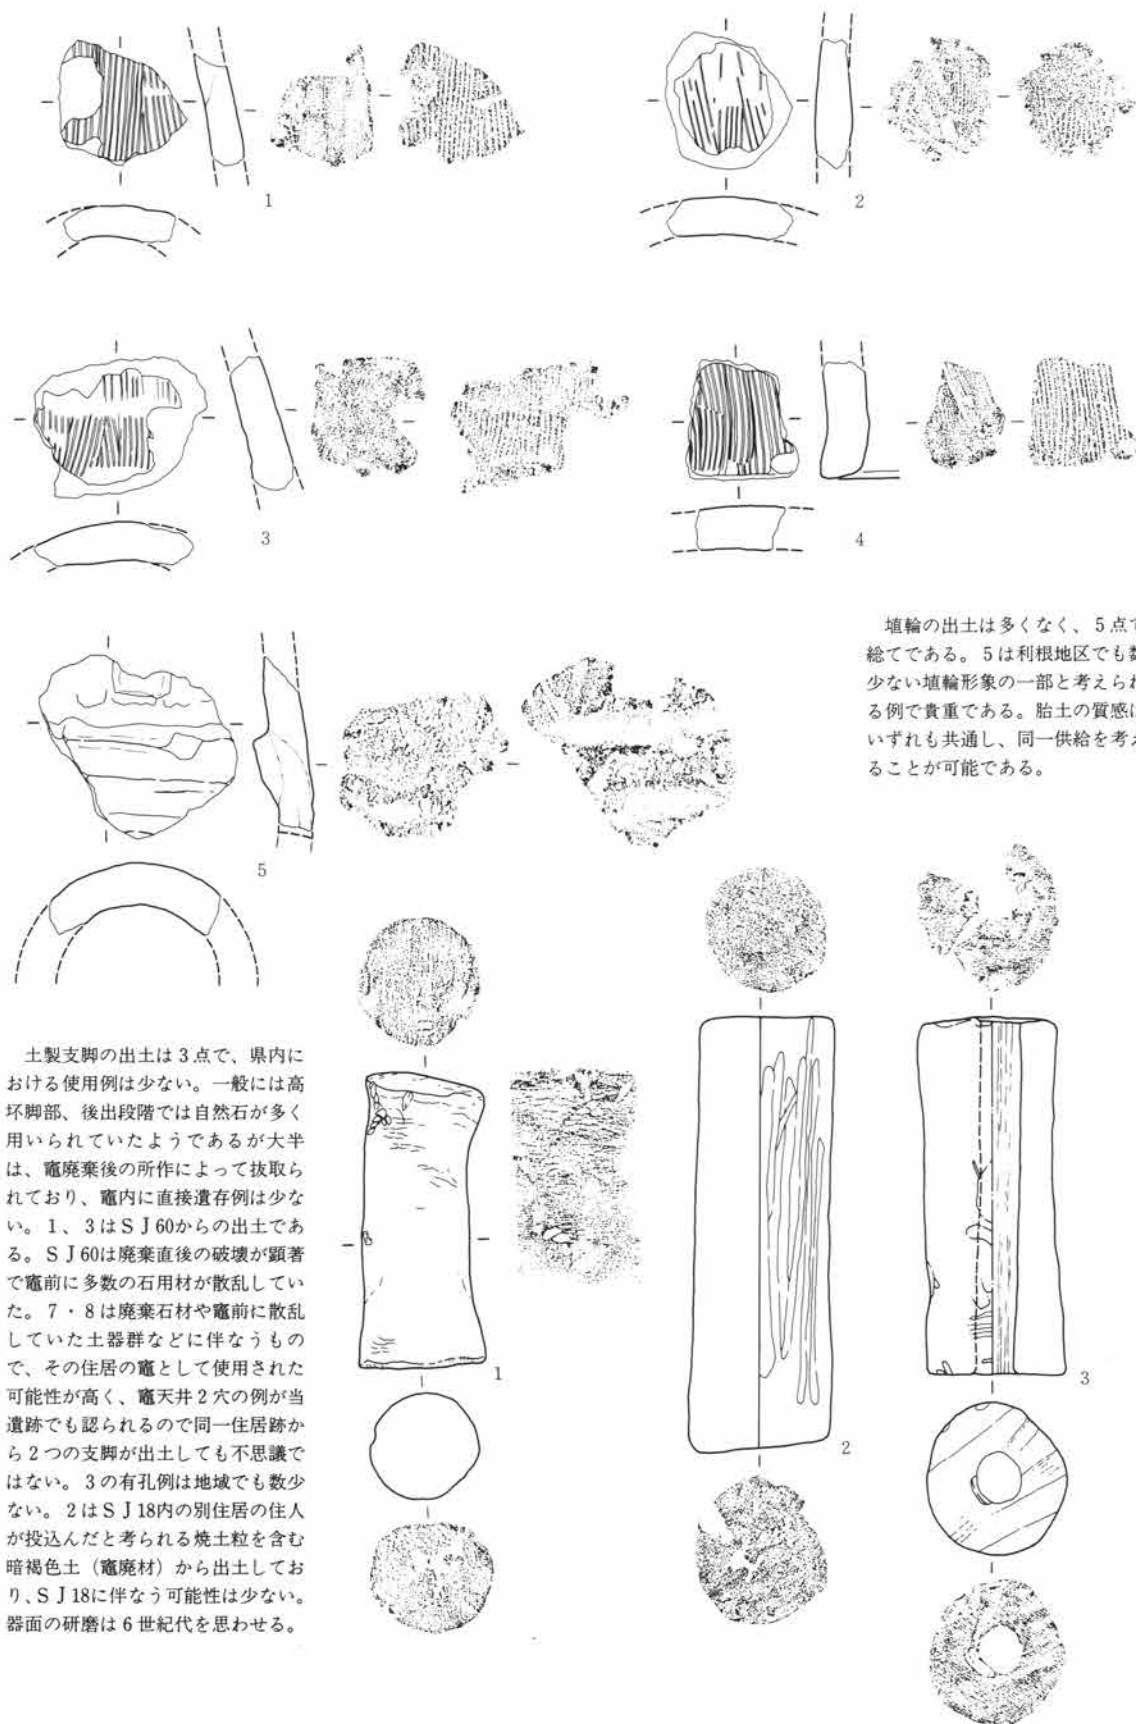 1
2
3
4
埴輪の出土は多くなく、5点で
総てである。5は利根地区でも数
少ない埴輪形象の一部と考えられ
る例で貴重である。胎土の質感は
いずれも共通し、同一供給を考え
ることが可能である。
5
土製支脚の出土は3点で、県内に
おける使用例は少ない。一般には高
坏脚部、後出段階では自然石が多く
用いられていたようであるが大半
は、竈廃棄後の所作によって抜取ら
れており、竈内に直接遺存例は少な
い。1、3はSJ60からの出土であ
る。SJ60は廃棄直後の破壊が顕著
で竈前に多数の石用材が散乱してい
た。7・8は廃棄石材や竈前に散乱
していた土器群などに伴なうもの
で、その住居の竈として使用された
可能性が高く、竈天井2穴の例が当
遺跡でも認られるので同一住居跡か
ら2つの支脚が出土しても不思議で
はない。3の有孔例は地域でも数少
ない。2はSJ18内の別住居の住人
が投込んだと考られる焼土粒を含む
暗褐色土（竈廃材）から出土してお
り、SJ18に伴なう可能性は少ない。
器面の研磨は6世紀代を思わせる。
1
2
3